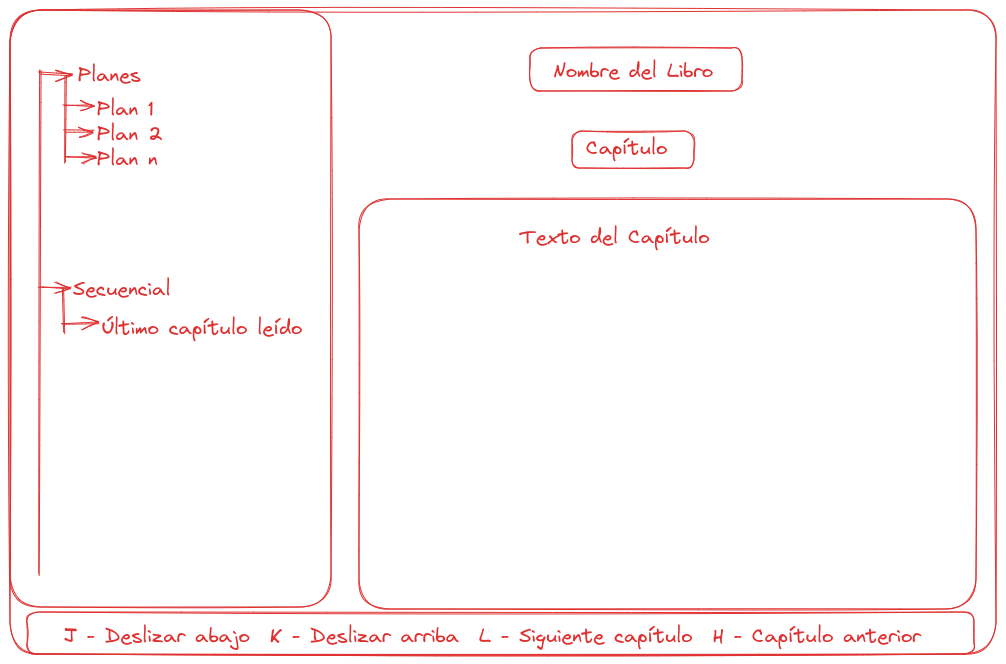 Planes
Plan 1
Plan 2
Plan n
Secuencial
Último capítulo leído
Nombre del Libro
Capítulo
Texto del Capítulo
J - Deslizar abajo K - Deslizar arriba L - Siguiente capítulo H - Capítulo anterior